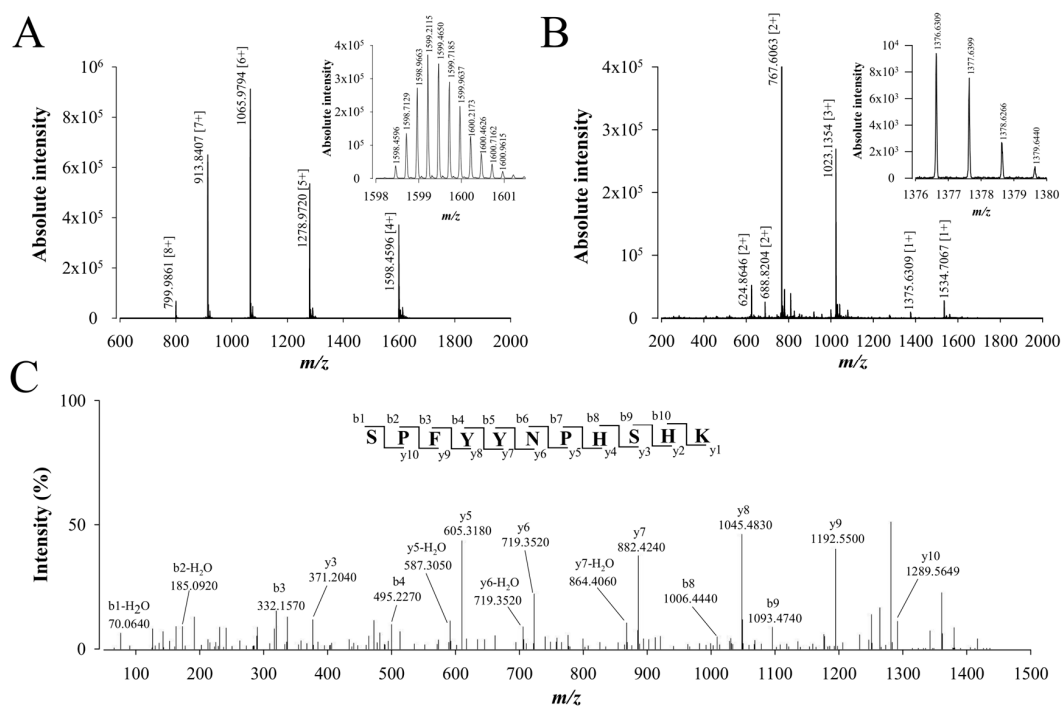 A
Absolute intensity
10⁶
8x10⁵
6x10⁵
4x10⁵
2x10⁵
0
600 800 1000 1200 1400 1600 1800 2000
m/z
799.9861 [8+]
913.8407 [7+]
1065.9794 [6+]
1278.9720 [5+]
1598.4596 [4+]
Absolute intensity
4x10⁵
3x10⁵
2x10⁵
1x10⁵
0
1598 1599 1600 1601
m/z
1598.4596
1598.7129
1598.9663
1599.2115
1599.4650
1599.7185
1599.9637
1600.2173
1600.4626
1600.7162
1600.9615
B
Absolute intensity
4x10⁵
2x10⁵
10⁵
0
200 400 600 800 1000 1200 1400 1600 1800 2000
m/z
624.8646 [2+]
688.8204 [2+]
767.6063 [2+]
1023.1354 [3+]
1375.6309 [1+]
1534.7067 [1+]
Absolute intensity
10⁴
8x10³
6x10³
4x10³
2x10³
0
1376 1377 1378 1379 1380
m/z
1376.6309
1377.6399
1378.6266
1379.6440
C
Intensity (%)
100
50
0
100 200 300 400 500 600 700 800 900 1000 1100 1200 1300 1400 1500
m/z
b1 b2 b3 b4 b5 b6 b7 b8 b9 b10
S P F Y Y N P H S H K
y10 y9 y8 y7 y6 y5 y4 y3 y2 y1
b1-H₂O
70.0640
b2-H₂O
185.0920
b3
332.1570
y3
371.2040
b4
495.2270
y5-H₂O
587.3050
y5
605.3180
y6-H₂O
719.3520
y6
719.3520
y7-H₂O
864.4060
y7
882.4240
b8
1006.4440
y8
1045.4830
b9
1093.4740
y9
1192.5500
y10
1289.5649